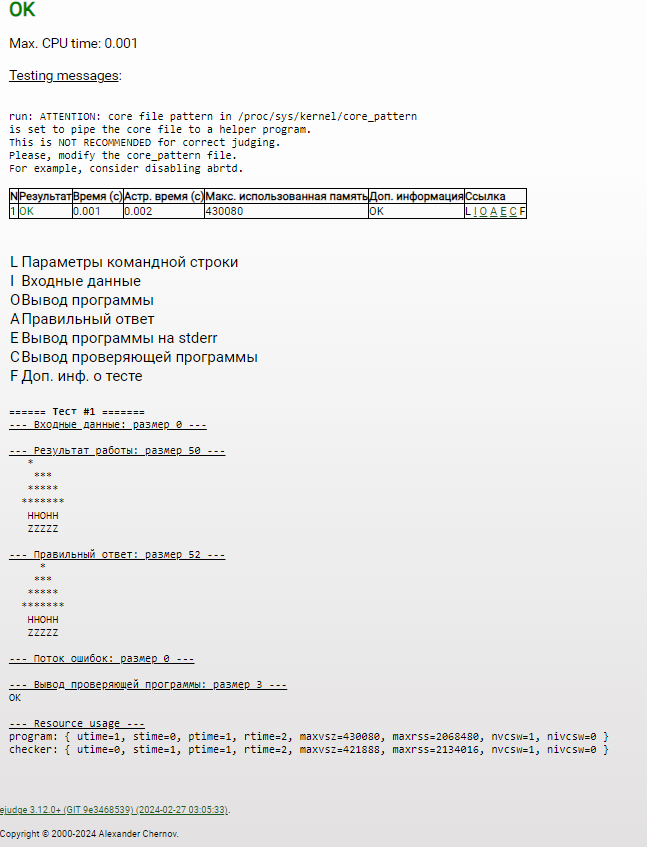 OK
Max. CPU time: 0.001
Testing messages:
run: ATTENTION: core file pattern in /proc/sys/kernel/core_pattern
is set to pipe the core file to a helper program.
This is NOT RECOMMENDED for correct judging.
Please, modify the core_pattern file.
For example, consider disabling abrtd.
N Результат Время (с) Астр. время (с) Макс. использованная память Доп. информация Ссылка
1 OK 0.001 0.002 430080 OK L I O A E C F
L Параметры командной строки
I Входные данные
O Вывод программы
A Правильный ответ
E Вывод программы на stderr
C Вывод проверяющей программы
F Доп. инф. о тесте
====== Тест #1 =======
--- Входные данные: размер 0 ---
--- Результат работы: размер 50 ---
   *
    ***
   *****
  *******
   HHOHH
   ZZZZZ
--- Правильный ответ: размер 52 ---
     *
    ***
   *****
  *******
   HHOHH
   ZZZZZ
--- Поток ошибок: размер 0 ---
--- Вывод проверяющей программы: размер 3 ---
OK
--- Resource usage ---
program: { utime=1, stime=0, ptime=1, rtime=2, maxvsz=430080, maxrss=2068480, nvcsw=1, nivcsw=0 }
checker: { utime=0, stime=1, ptime=1, rtime=2, maxvsz=421888, maxrss=2134016, nvcsw=1, nivcsw=0 }
ejudge 3.12.0+ (GIT 9e3468539) (2024-02-27 03:05:33).
Copyright © 2000-2024 Alexander Chernov.